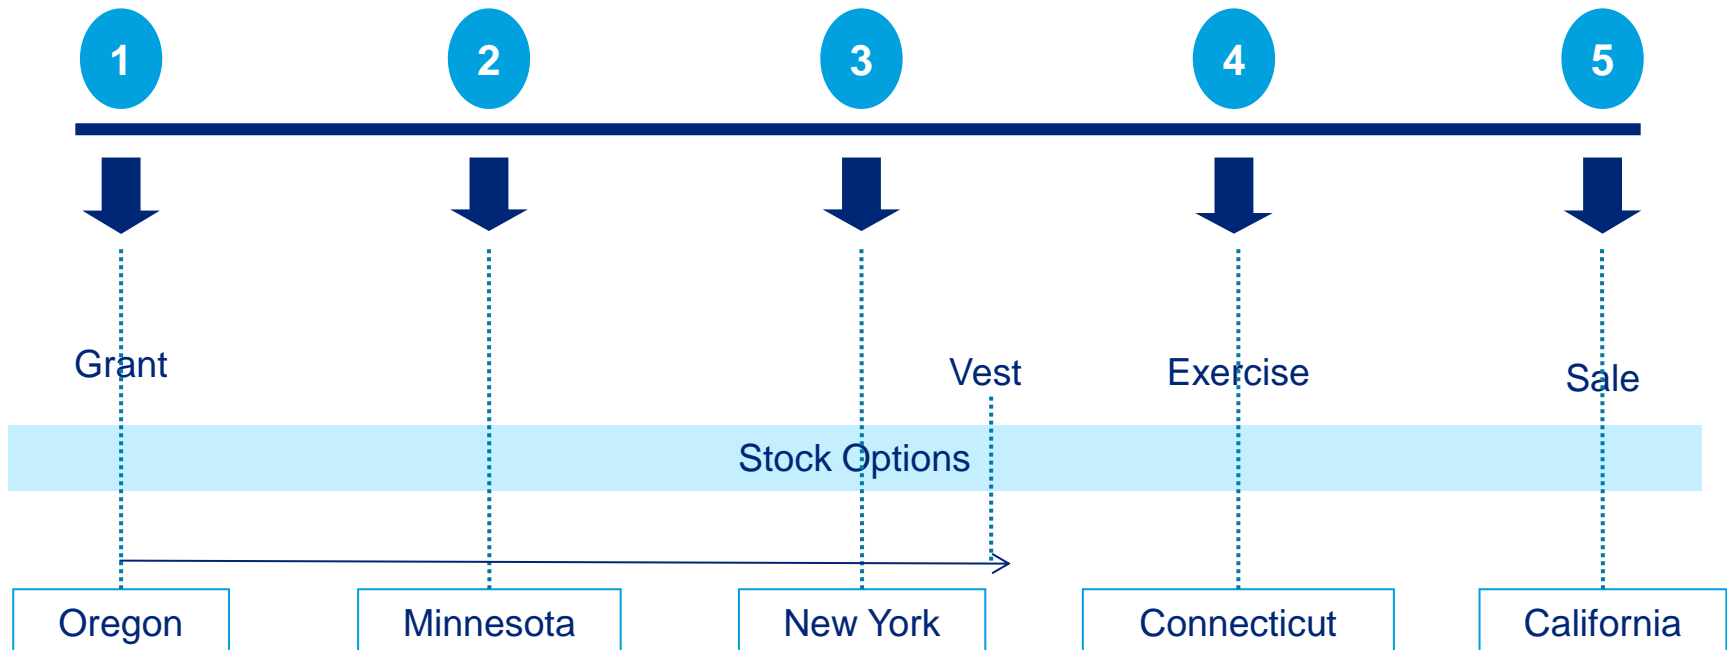 1
2
3
4
5
Grant
Vest
Exercise
Sale
Stock Options
Oregon
Minnesota
New York
Connecticut
California